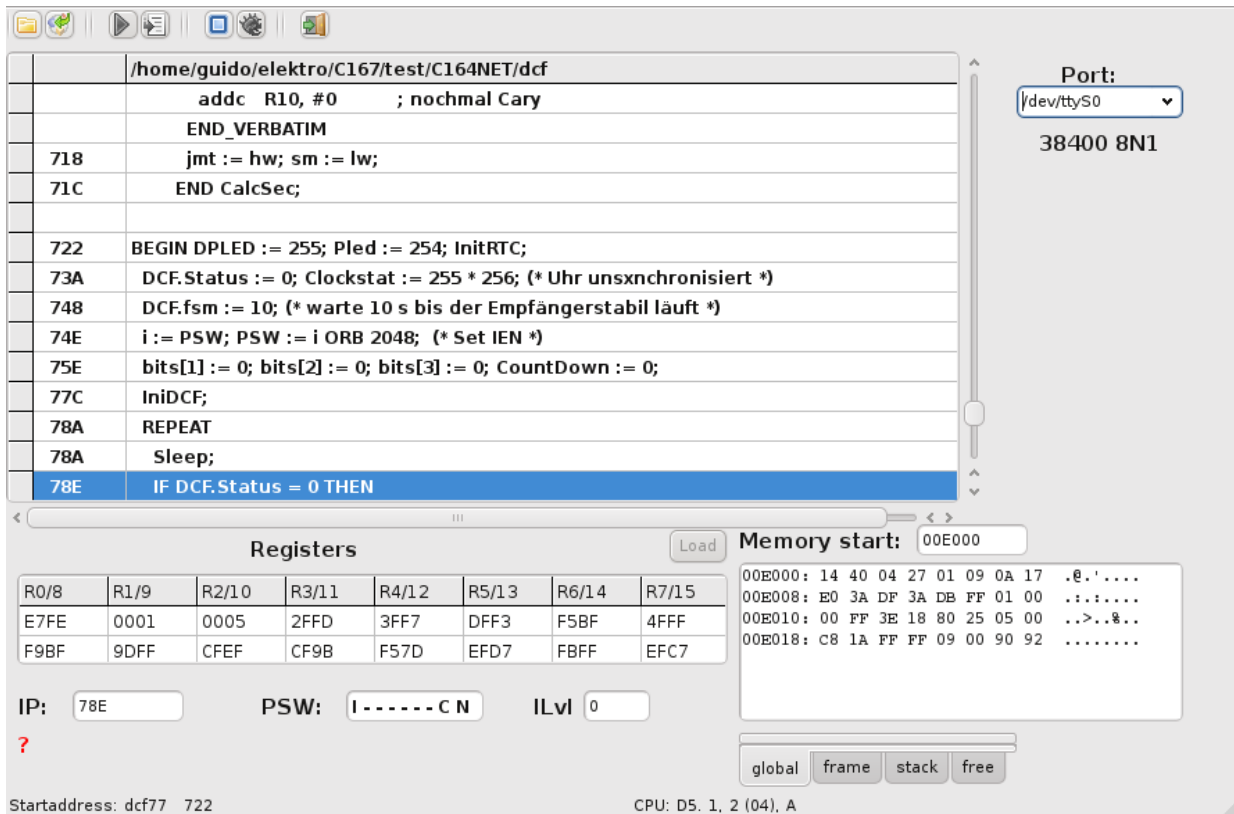 /home/guido/elektro/C167/test/C164NET/dcf
Port:
/dev/ttyS0
38400 8N1
addc R10, #0 ; nochmal Cary
END_VERBATIM
718 jmt := hw; sm := lw;
71C END CalcSec;
722 BEGIN DPLED := 255; Pled := 254; InitRTC;
73A DCF.Status := 0; Clockstat := 255 * 256; (* Uhr unsxnchronisiert *)
748 DCF.fsm := 10; (* warte 10 s bis der Empfängerstabil läuft *)
74E i := PSW; PSW := i ORB 2048; (* Set IEN *)
75E bits[1] := 0; bits[2] := 0; bits[3] := 0; CountDown := 0;
77C IniDCF;
78A REPEAT
78A Sleep;
78E IF DCF.Status = 0 THEN
Registers
Load
R0/8 R1/9 R2/10 R3/11 R4/12 R5/13 R6/14 R7/15
E7FE 0001 0005 2FFD 3FF7 DFF3 F5BF 4FFF
F9BF 9DFF CFEF CF9B F57D EFD7 FBFF EFC7
IP: 78E PSW: I - - - - - - C N ILvl 0
?
Memory start: 00E000
00E000: 14 40 04 27 01 09 0A 17 .@.'....
00E008: E0 3A DF 3A DB FF 01 00 .:.:....
00E010: 00 FF 3E 18 80 25 05 00 ..>..%..
00E018: C8 1A FF FF 09 00 90 92 ........
global frame stack free
Startaddress: dcf77 722
CPU: D5. 1, 2 (04), A